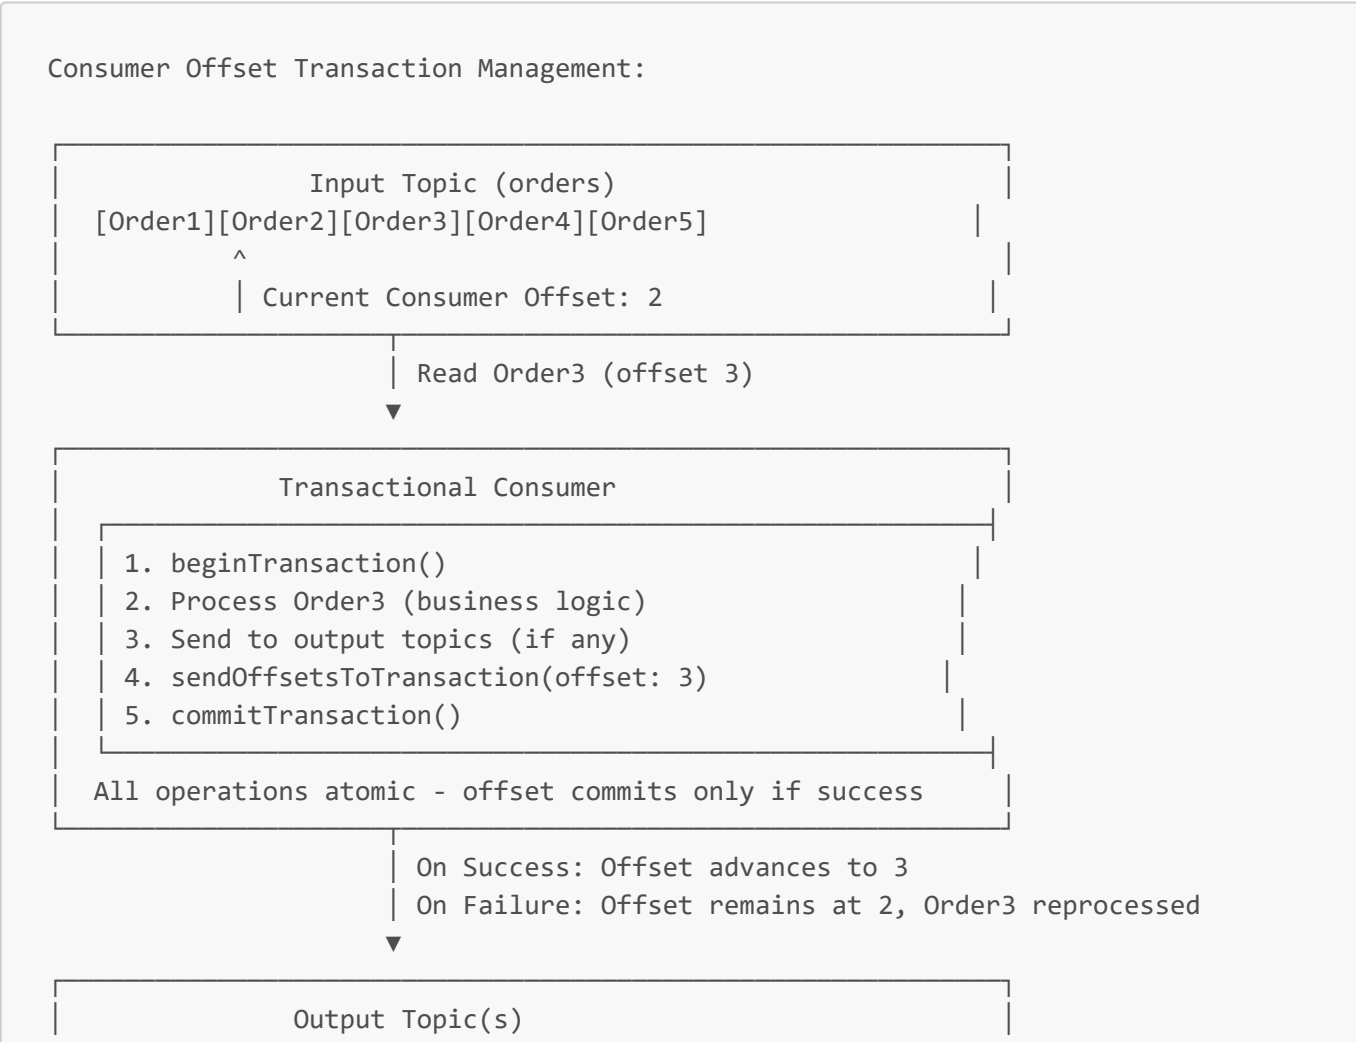 Consumer Offset Transaction Management:
Input Topic (orders)
[Order1][Order2][Order3][Order4][Order5]
^
Current Consumer Offset: 2
Read Order3 (offset 3)
▼
Transactional Consumer
1. beginTransaction()
2. Process Order3 (business logic)
3. Send to output topics (if any)
4. sendOffsetsToTransaction(offset: 3)
5. commitTransaction()
All operations atomic - offset commits only if success
On Success: Offset advances to 3
On Failure: Offset remains at 2, Order3 reprocessed
▼
Output Topic(s)